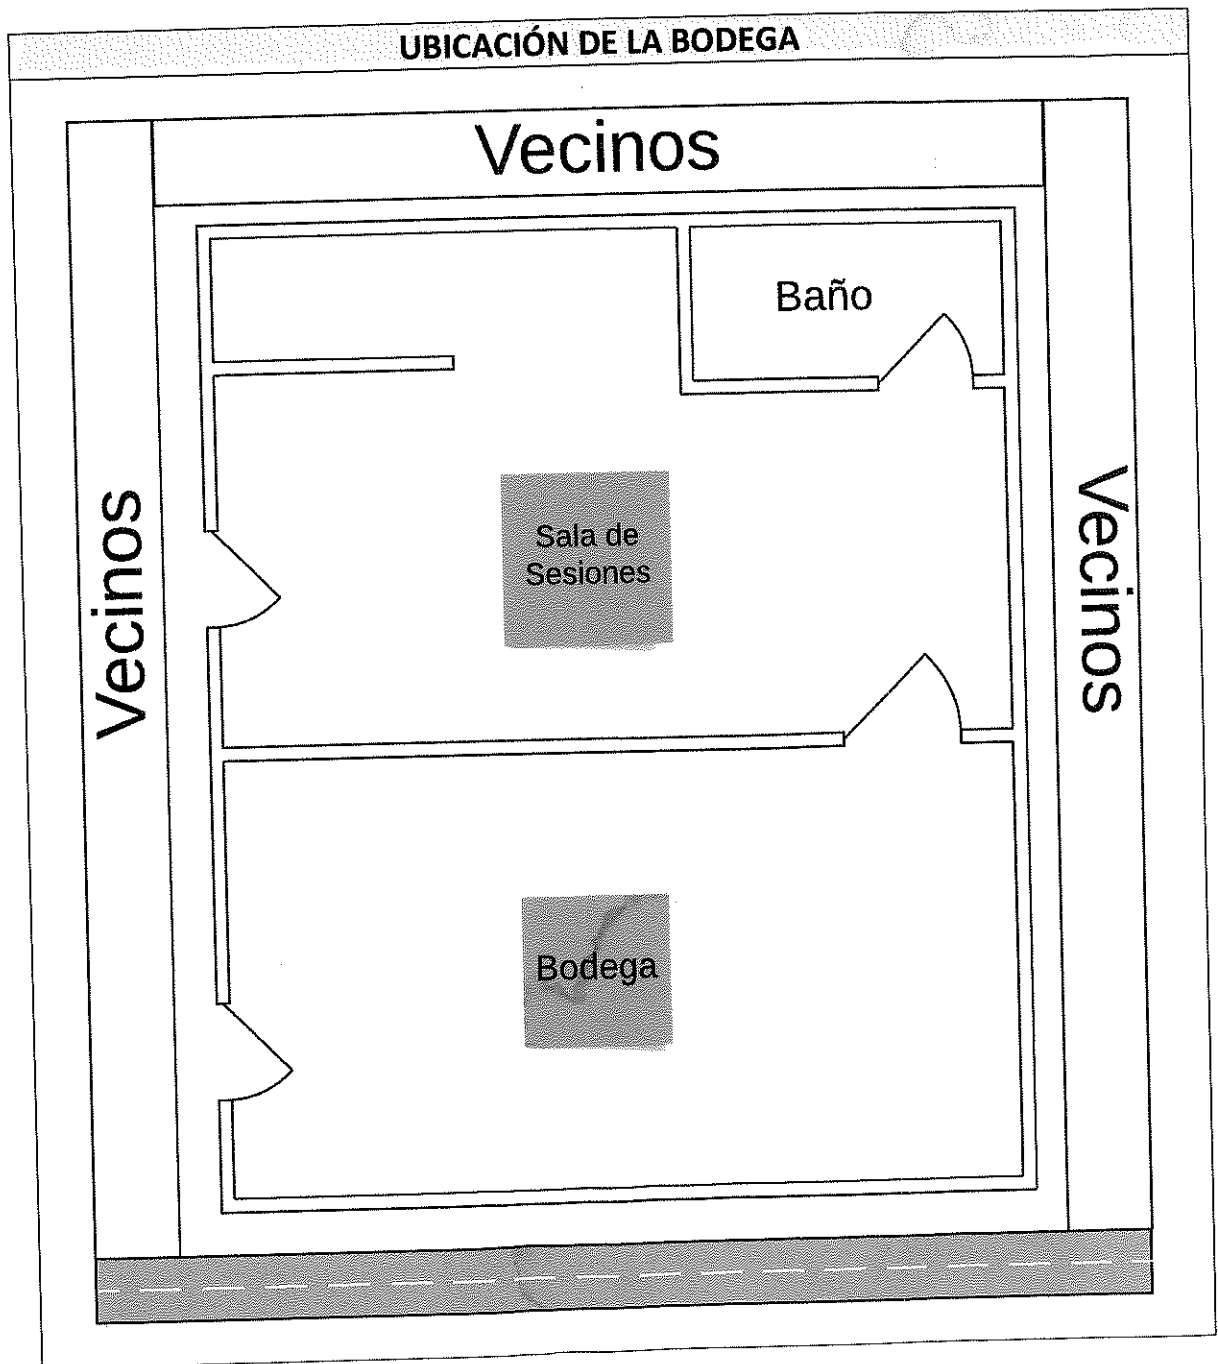 UBICACIÓN DE LA BODEGA
Vecinos
Baño
Vecinos
Sala de
Sesiones
Vecinos
Bodega